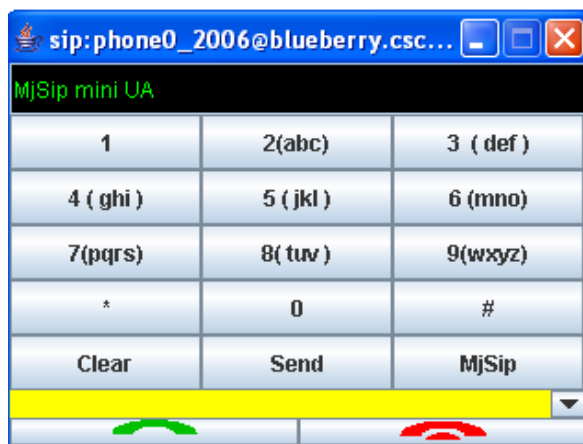 sip:phone0_2006@blueberry.csc...
MjSip mini UA
1 2(abc) 3 ( def )
4 ( ghi ) 5 ( jkl ) 6 (mno)
7(pqrs) 8( tuv ) 9(wxyz)
* 0 #
Clear Send MjSip